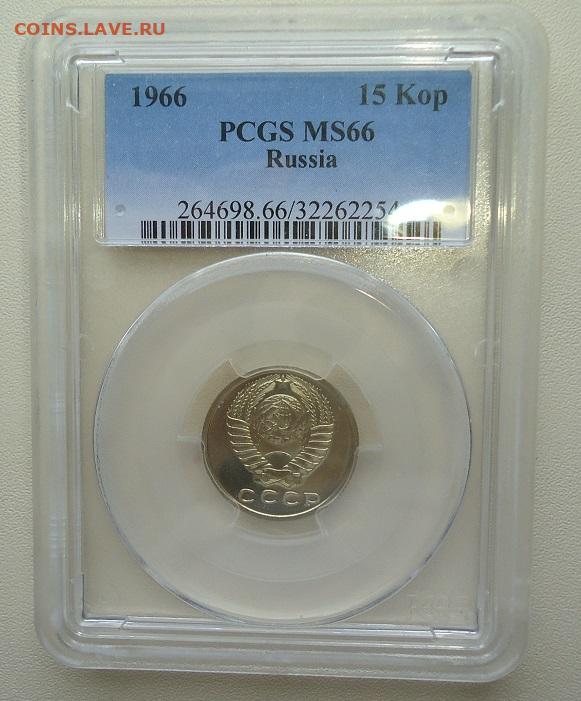 COINS.LAVE.RU
1966 15 Kop
PCGS MS66
Russia
264698.66/32262254
СССР